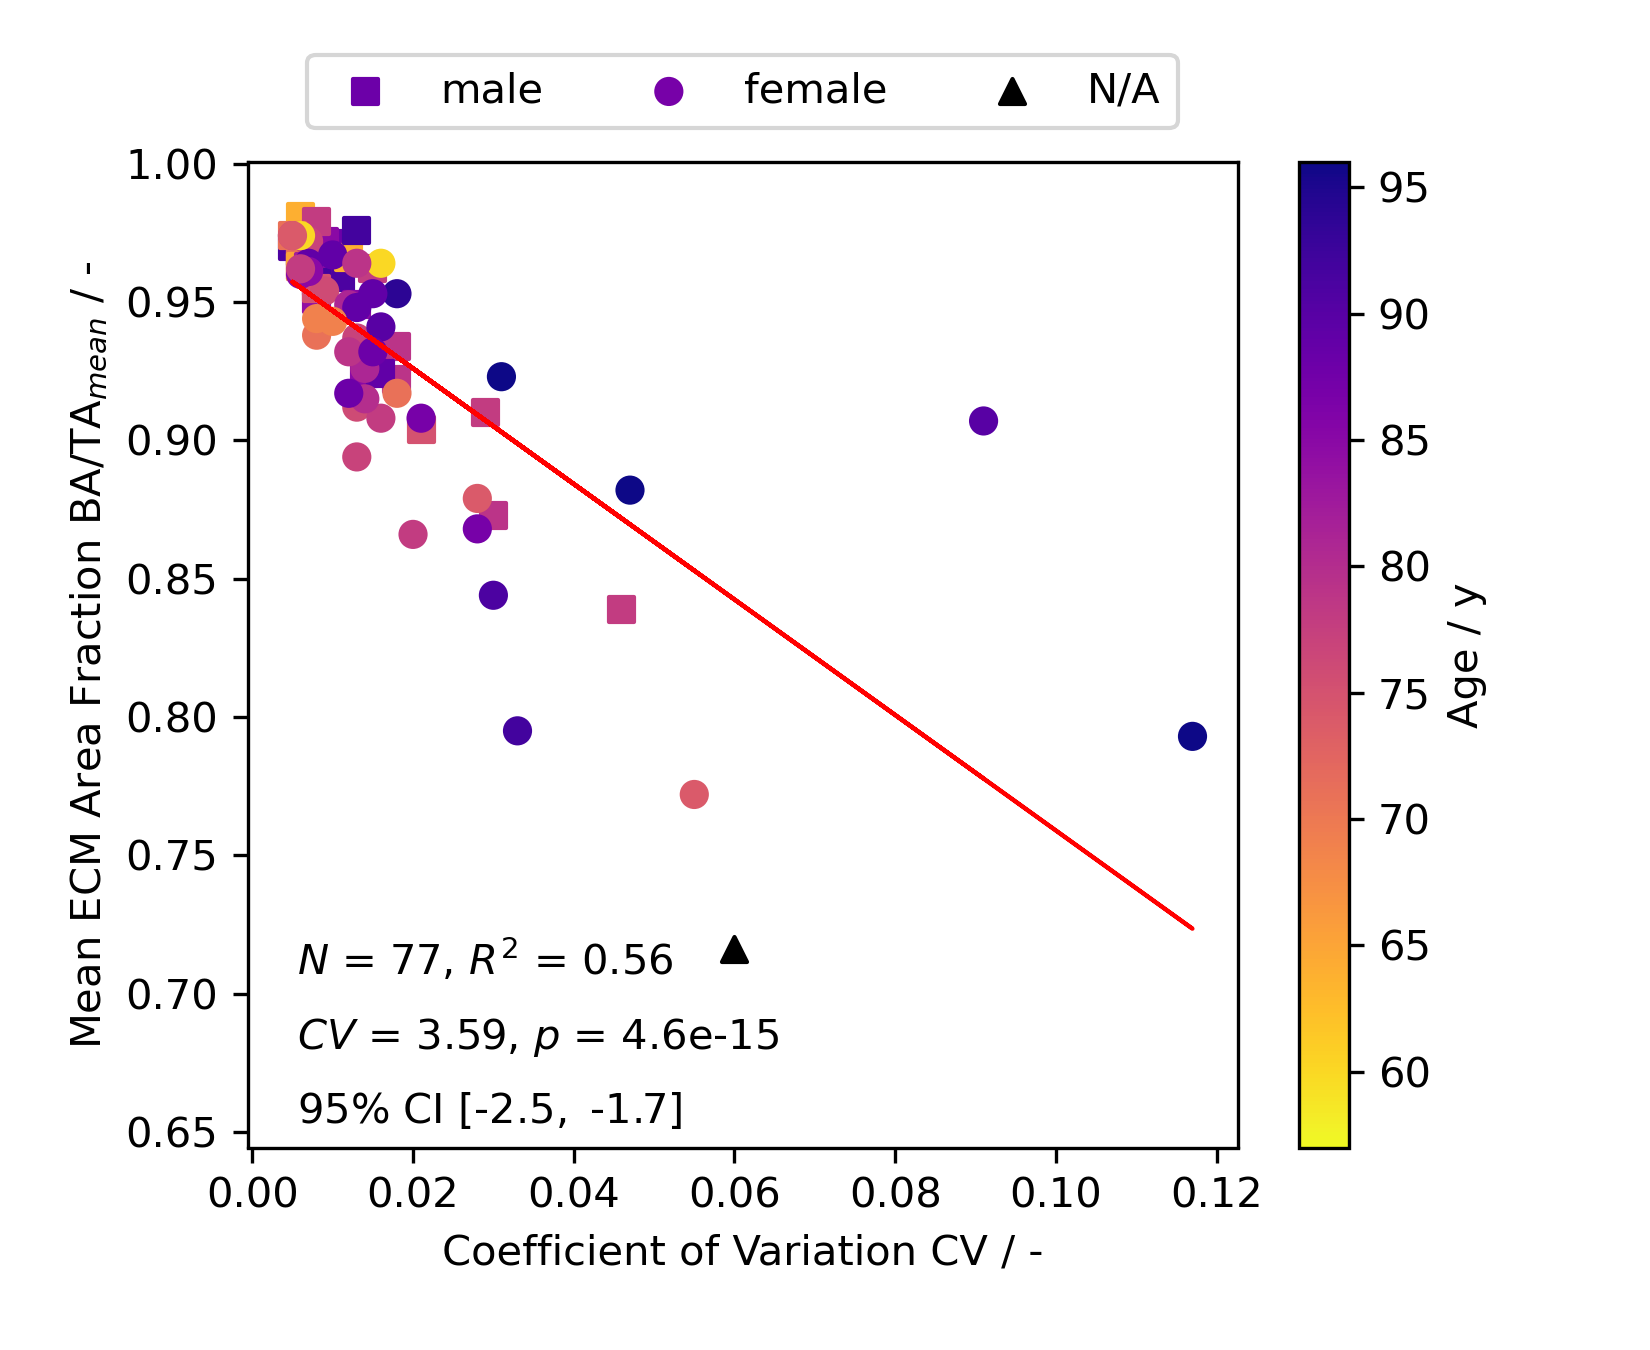 male female N/A
1.00
0.95
0.90
0.85
0.80
0.75
0.70
0.65
Mean ECM Area Fraction BA/TA_mean / -
N = 77, R² = 0.56
CV = 3.59, p = 4.6e-15
95% CI [-2.5, -1.7]
0.00 0.02 0.04 0.06 0.08 0.10 0.12
Coefficient of Variation CV / -
95
90
85
80
75
70
65
60
Age / y